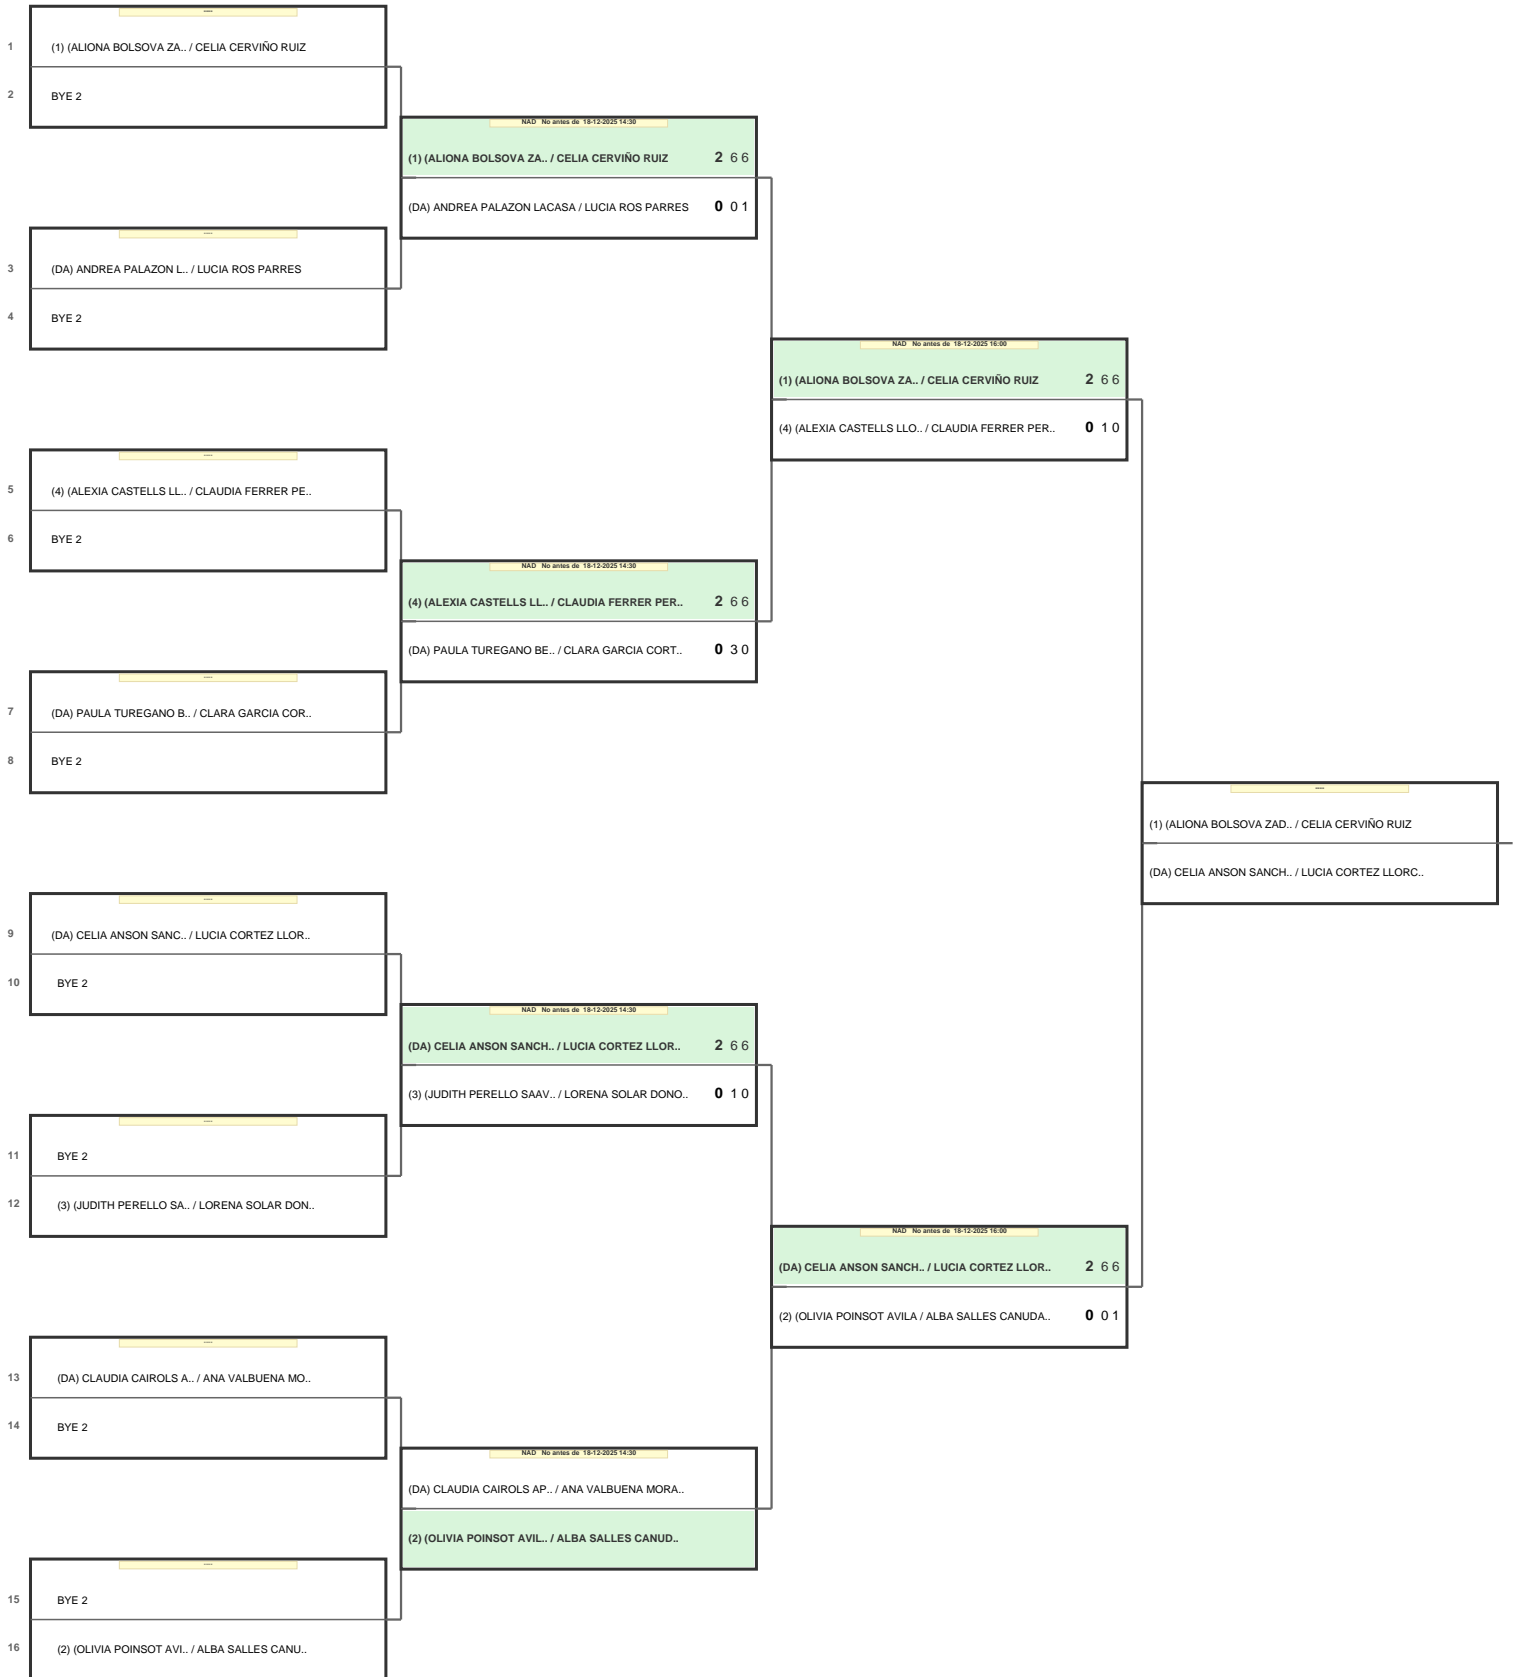 1 (1) (ALIONA BOLSOVA ZA.. / CELIA CERVIÑO RUIZ
2 BYE 2
3 (DA) ANDREA PALAZON L.. / LUCIA ROS PARRES
4 BYE 2
5 (4) (ALEXIA CASTELLS LL.. / CLAUDIA FERRER PE..
6 BYE 2
7 (DA) PAULA TUREGANO B.. / CLARA GARCIA COR..
8 BYE 2
9 (DA) CELIA ANSON SANC.. / LUCIA CORTEZ LLOR..
10 BYE 2
11 BYE 2
12 (3) (JUDITH PERELLO SA.. / LORENA SOLAR DON..
13 (DA) CLAUDIA CAIROLS A.. / ANA VALBUENA MO..
14 BYE 2
15 BYE 2
16 (2) (OLIVIA POINSOT AVI.. / ALBA SALLES CANU..
NAD No antes de 18-12-2025 14:30
(1) (ALIONA BOLSOVA ZA.. / CELIA CERVIÑO RUIZ 2 6 6
(DA) ANDREA PALAZON LACASA / LUCIA ROS PARRES 0 0 1
NAD No antes de 18-12-2025 14:30
(4) (ALEXIA CASTELLS LL.. / CLAUDIA FERRER PER.. 2 6 6
(DA) PAULA TUREGANO BE.. / CLARA GARCIA CORT.. 0 3 0
NAD No antes de 18-12-2025 14:30
(DA) CELIA ANSON SANCH.. / LUCIA CORTEZ LLOR.. 2 6 6
(3) (JUDITH PERELLO SAAV.. / LORENA SOLAR DONO.. 0 1 0
NAD No antes de 18-12-2025 14:30
(DA) CLAUDIA CAIROLS AP.. / ANA VALBUENA MORA..
(2) (OLIVIA POINSOT AVIL.. / ALBA SALLES CANUD..
NAD No antes de 18-12-2025 16:00
(1) (ALIONA BOLSOVA ZA.. / CELIA CERVIÑO RUIZ 2 6 6
(4) (ALEXIA CASTELLS LLO.. / CLAUDIA FERRER PER.. 0 1 0
NAD No antes de 18-12-2025 16:00
(DA) CELIA ANSON SANCH.. / LUCIA CORTEZ LLOR.. 2 6 6
(2) (OLIVIA POINSOT AVILA / ALBA SALLES CANUDA.. 0 0 1
(1) (ALIONA BOLSOVA ZAD.. / CELIA CERVIÑO RUIZ
(DA) CELIA ANSON SANCH.. / LUCIA CORTEZ LLORC..